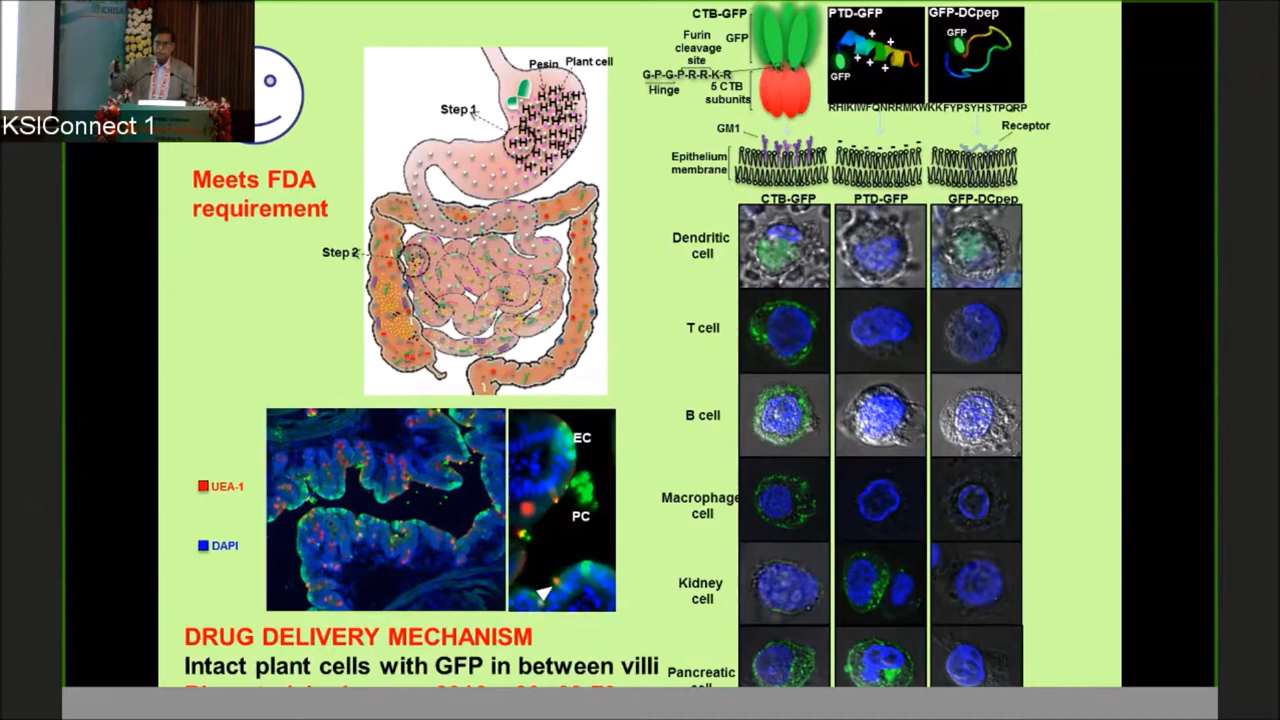 KSIConnect 1
Meets FDA
requirement
Pesin
Plant cell
Step 1
Step 2
UEA-1
DAPI
EC
PC
DRUG DELIVERY MECHANISM
Intact plant cells with GFP in between villi
CTB-GFP
Furin
cleavage
site
GFP
G-P-G-P-R-R-K-R
Hinge
5 CTB
subunits
PTD-GFP
GFP
RHIKIWFQNRRMKWKK
GFP-DCpep
GFP
FYPSYHSTPQRP
GM1
Receptor
Epithelium
membrane
CTB-GFP
PTD-GFP
GFP-DCpep
Dendritic
cell
T cell
B cell
Macrophage
cell
Kidney
cell
Pancreatic